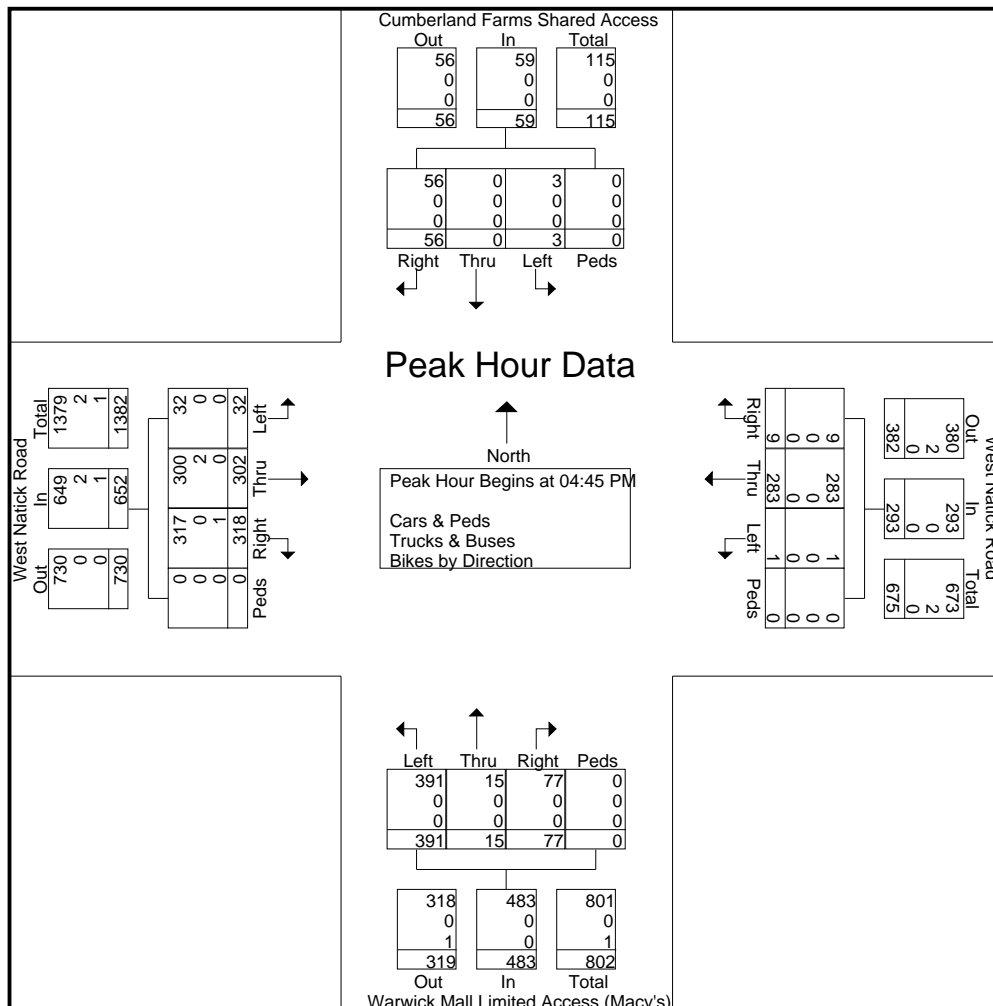 Cumberland Farms Shared Access
Out In Total
56 59 115
0 0 0
0 0 0
56 59 115
56 0 3 0
0 0 0 0
0 0 0 0
56 0 3 0
Right Thru Left Peds
Peak Hour Data
North
Peak Hour Begins at 04:45 PM
Cars & Peds
Trucks & Buses
Bikes by Direction
West Natick Road
Total In Out
1379 649 730
2 2 0
1 1 0
1382 652 730
32 300 317 0
0 2 0 0
0 0 1 0
32 302 318 0
Left Thru Right Peds
West Natick Road
Out In Total
380 293 673
2 0 2
0 0 0
382 293 675
9 283 1 0
0 0 0 0
0 0 0 0
9 283 1 0
Right Thru Left Peds
Left Thru Right Peds
391 15 77 0
0 0 0 0
0 0 0 0
391 15 77 0
318 483 801
0 0 0
1 0 1
319 483 802
Out In Total
Warwick Mall Limited Access (Macy's)